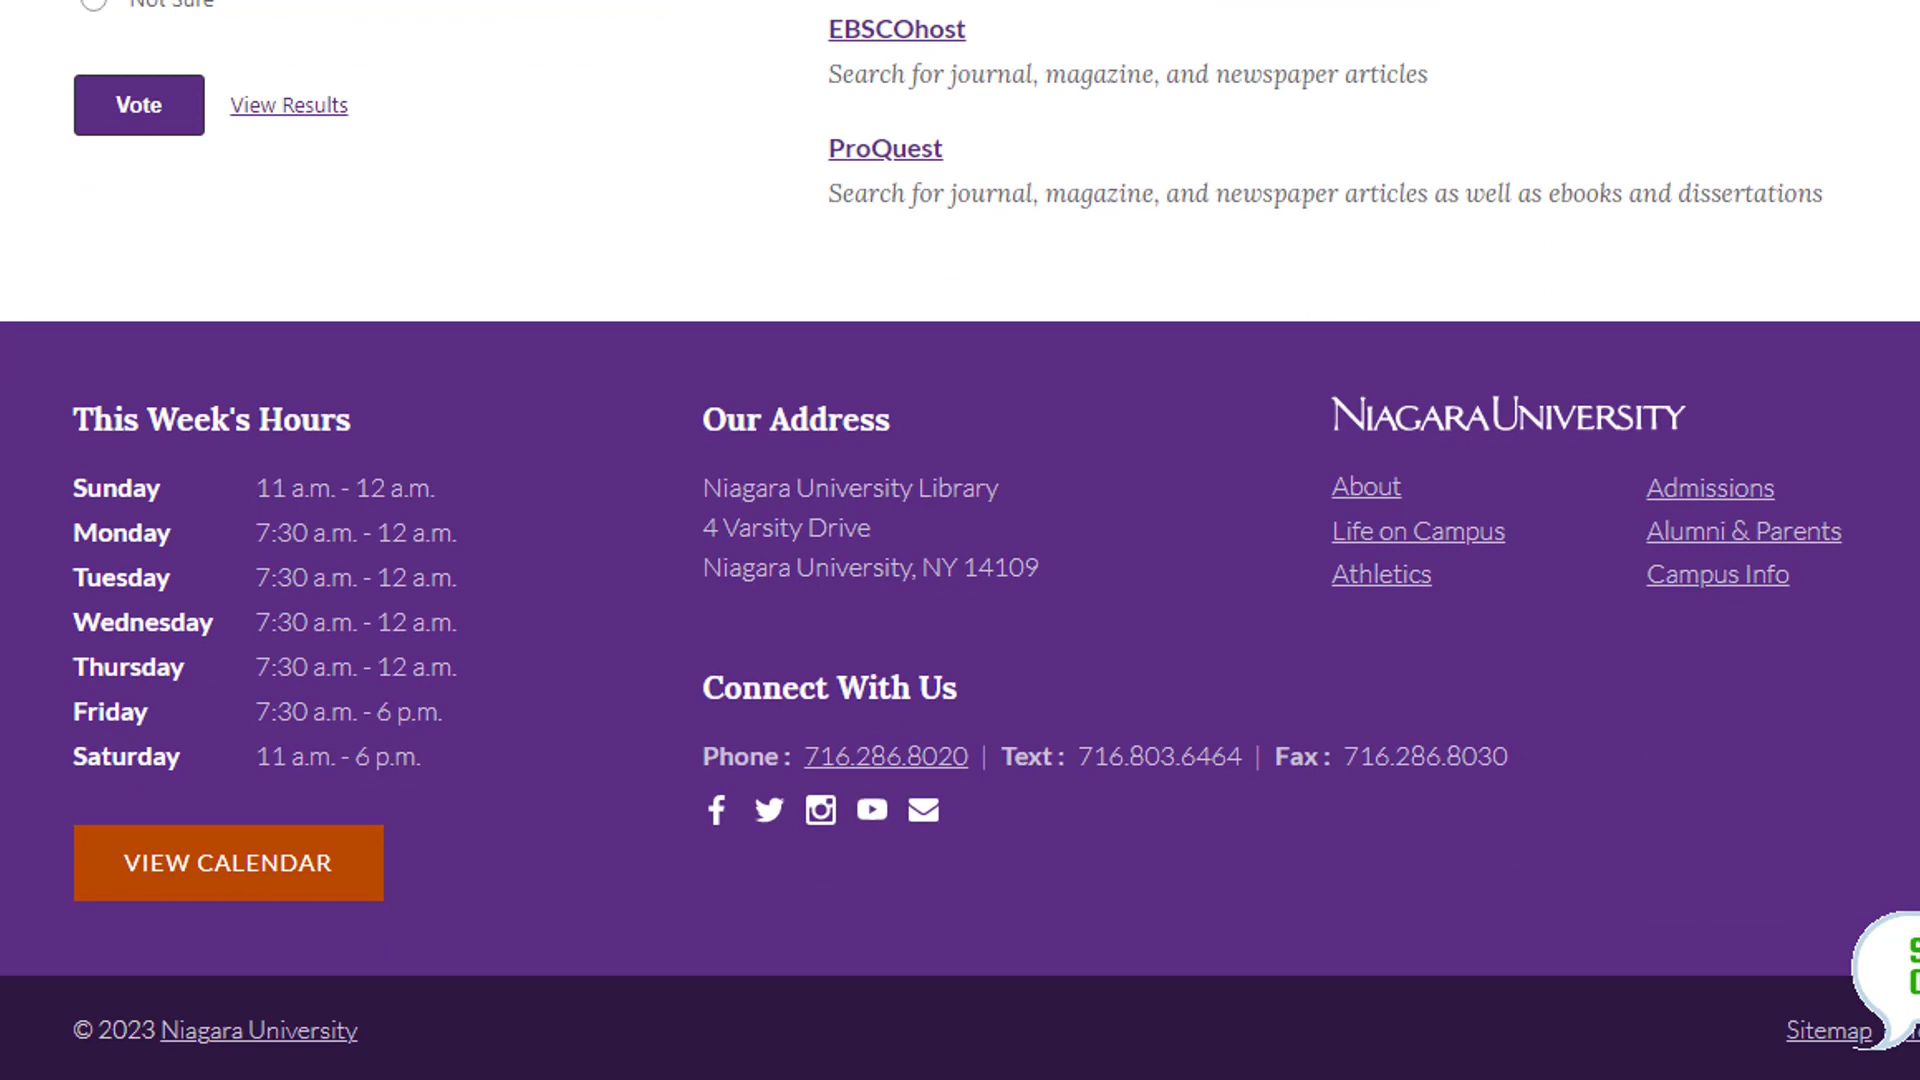 Not Sure
Vote
View Results
EBSCOhost
Search for journal, magazine, and newspaper articles
ProQuest
Search for journal, magazine, and newspaper articles as well as ebooks and dissertations
This Week's Hours
Sunday 11 a.m. - 12 a.m.
Monday 7:30 a.m. - 12 a.m.
Tuesday 7:30 a.m. - 12 a.m.
Wednesday 7:30 a.m. - 12 a.m.
Thursday 7:30 a.m. - 12 a.m.
Friday 7:30 a.m. - 6 p.m.
Saturday 11 a.m. - 6 p.m.
VIEW CALENDAR
Our Address
Niagara University Library
4 Varsity Drive
Niagara University, NY 14109
Connect With Us
Phone : 716.286.8020 | Text : 716.803.6464 | Fax : 716.286.8030
NIAGARA UNIVERSITY
About
Life on Campus
Athletics
Admissions
Alumni & Parents
Campus Info
© 2023 Niagara University
Sitemap